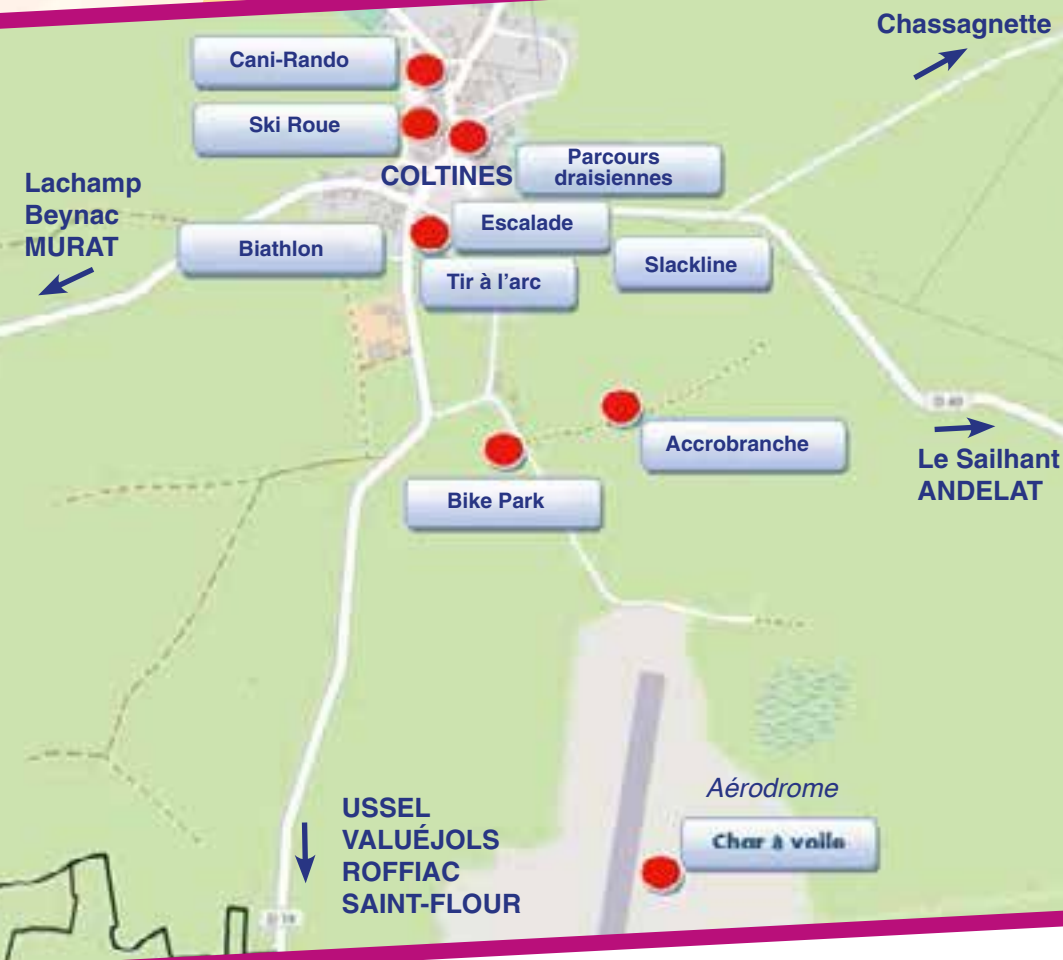 Chassagnette
Cani-Rando
Ski Roue
COLTINES
Parcours
draisiennes
Lachamp
Beynac
MURAT
Biathlon
Escalade
Slackline
Tir à l'arc
Accrobranche
Le Sailhant
ANDELAT
Bike Park
Aérodrome
USSEL
VALUÉJOLS
ROFFIAC
SAINT-FLOUR
Char à voile